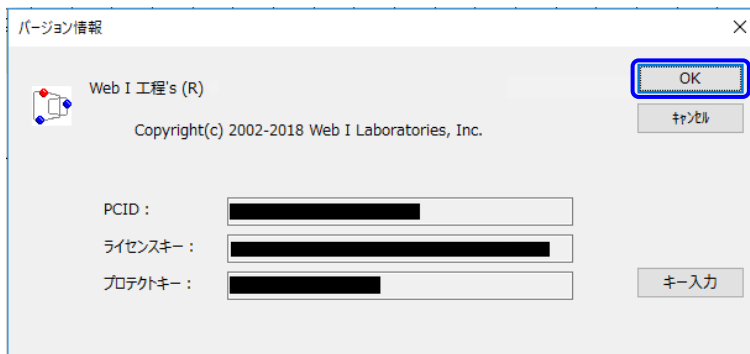 バージョン情報
Web I 工程's (R)
OK
Copyright(c) 2002-2018 Web I Laboratories, Inc.
ｷｬﾝｾﾙ
PCID :
ライセンスキー :
プロテクトキー :
キー入力